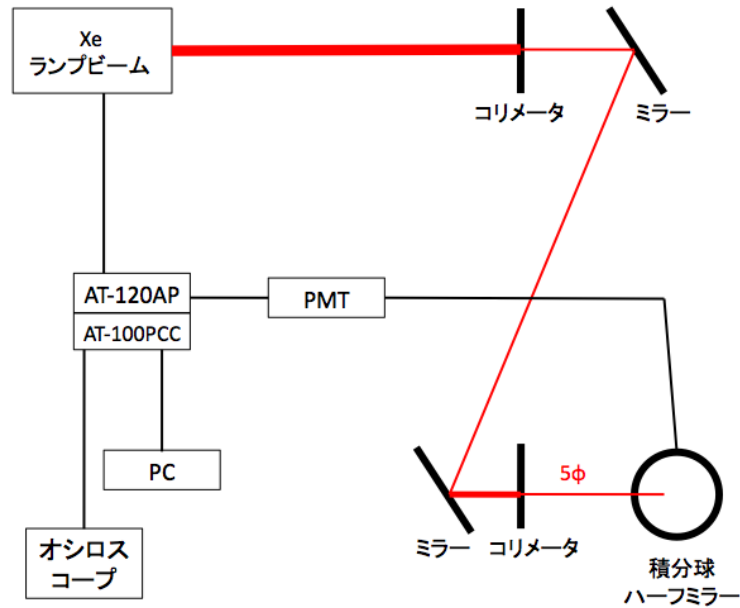 Xe
ランプビーム
コリメータ
ミラー
AT-120AP
PMT
AT-100PCC
PC
5φ
オシロス
コープ
ミラー
コリメータ
積分球
ハーフミラー